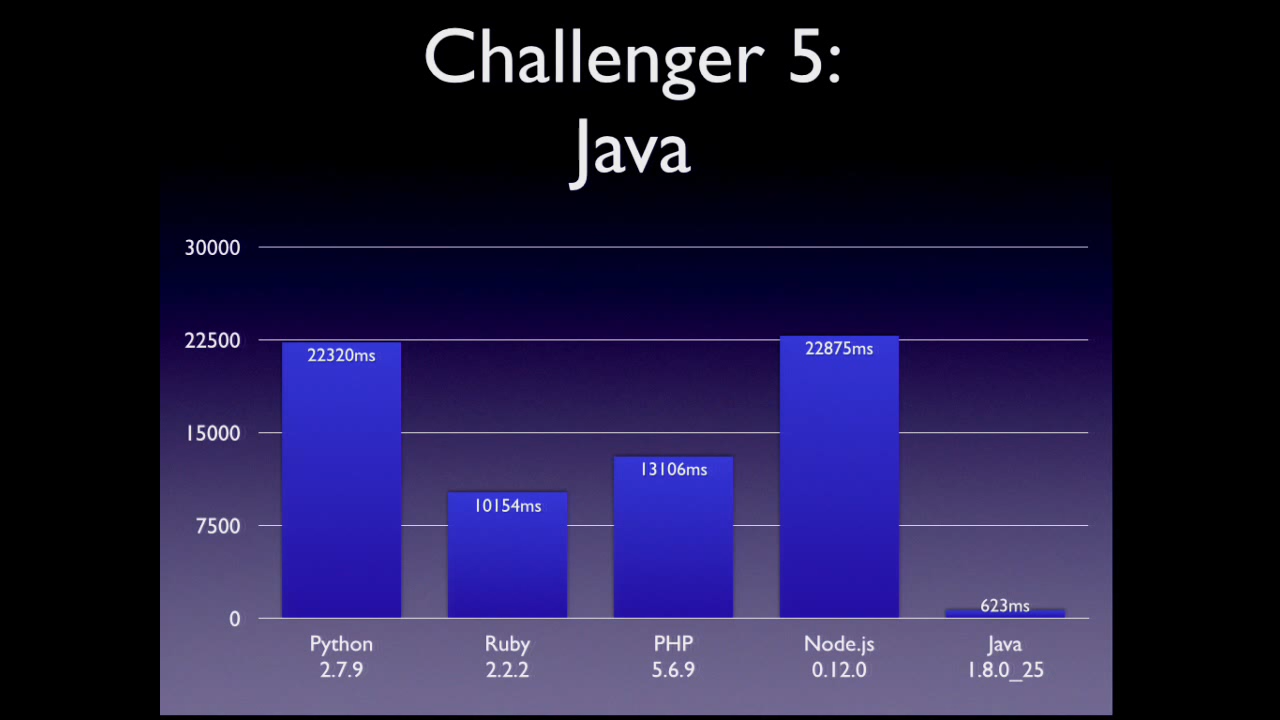 Challenger 5:
Java
30000
22500
15000
7500
0
22320ms
10154ms
13106ms
22875ms
623ms
Python
2.7.9
Ruby
2.2.2
PHP
5.6.9
Node.js
0.12.0
Java
1.8.0_25